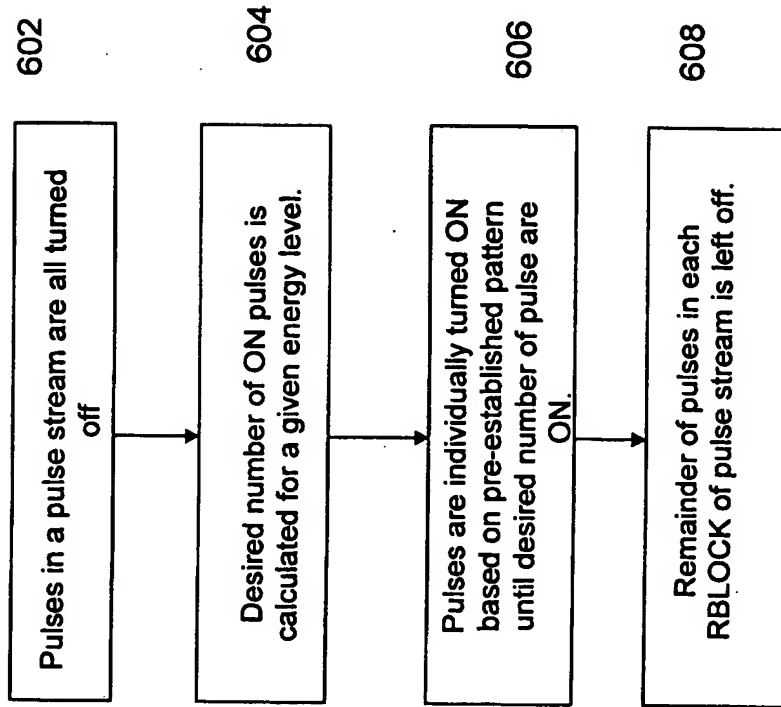 Pulses in a pulse stream are all turned
off
602
Desired number of ON pulses is
calculated for a given energy level.
604
Pulses are individually turned ON
based on pre-established pattern
until desired number of pulse are
ON.
606
Remainder of pulses in each
RBLOCK of pulse stream is left off.
608